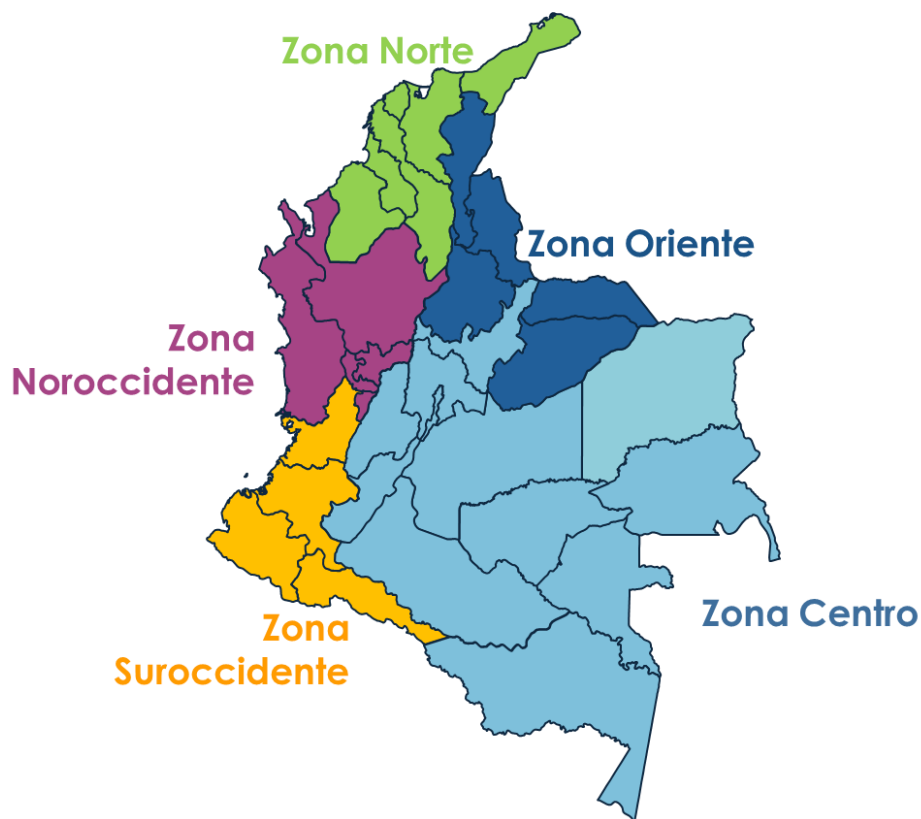 Zona Norte
Zona Oriente
Zona
Noroccidente
Zona Centro
Zona
Suroccidente